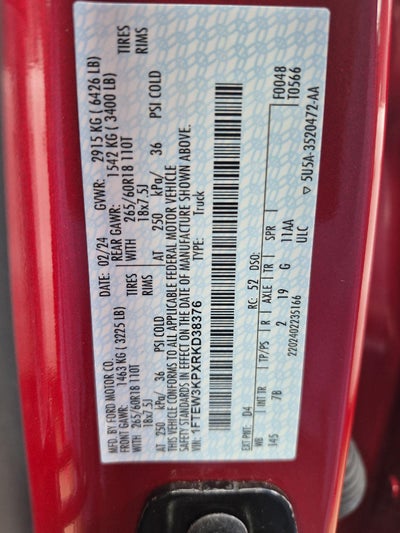 MFD. BY FORD MOTOR CO.
DATE: 02/24 GVWR: 2915 KG ( 6426 LB)
FRONT GAWR: 1463 KG ( 3225 LB) REAR GAWR: 1542 KG ( 3400 LB)
WITH 265/60R18 110T TIRES WITH 265/60R18 110T TIRES
18x7.5J RIMS 18x7.5J RIMS
AT 250 kPa/ 36 PSI COLD AT 250 kPa/ 36 PSI COLD
THIS VEHICLE CONFORMS TO ALL APPLICABLE FEDERAL MOTOR VEHICLE
SAFETY STANDARDS IN EFFECT ON THE DATE OF MANUFACTURE SHOWN ABOVE.
VIN: 1FTEW3KPXRKD38376 TYPE: Truck
F0048
T0566
EXT PNT: D4 RC: 52 DSO:
WB INT TR TP/PS R AXLE TR SPR
145 7B 2 19 G 11AA
ULC
2202402235166 5U5A-3520472-AA